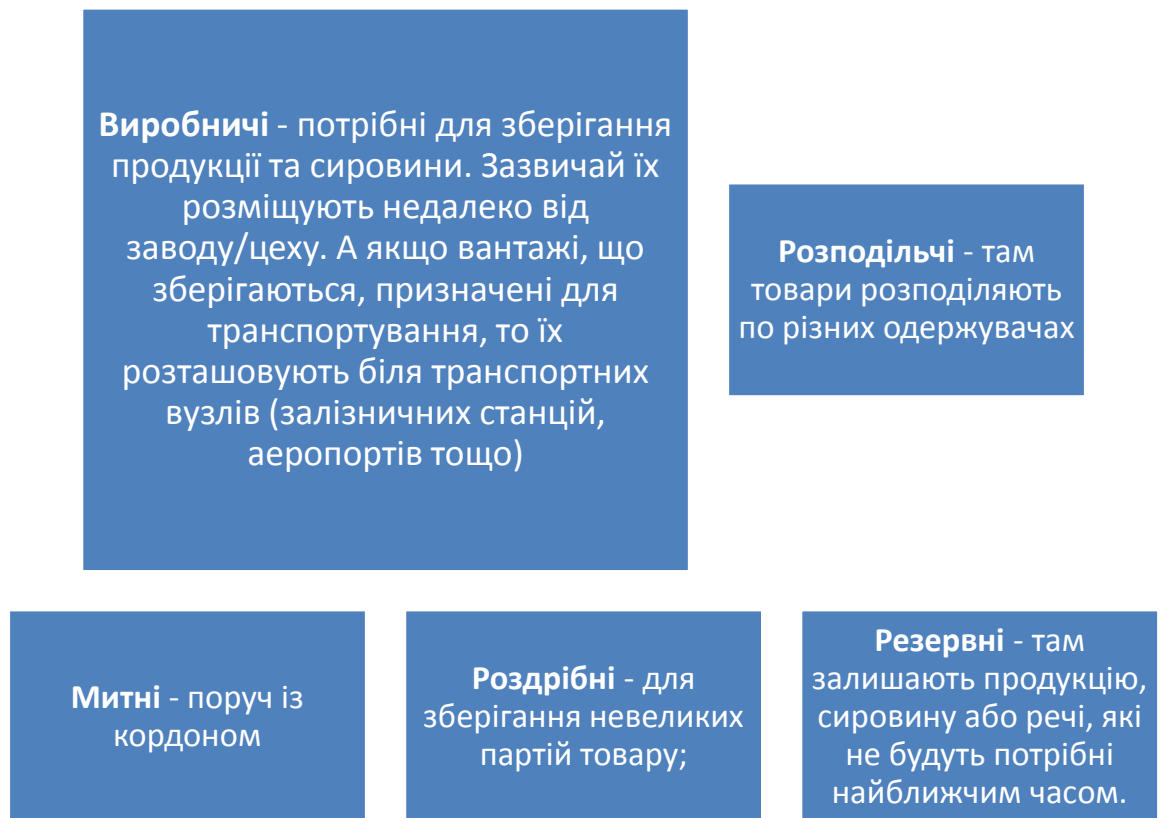 Виробничі - потрібні для зберігання
продукції та сировини. Зазвичай їх
розміщують недалеко від
заводу/цеху. А якщо вантажі, що
зберігаються, призначені для
транспортування, то їх
розташовують біля транспортних
вузлів (залізничних станцій,
аеропортів тощо)
Розподільчі - там
товари розподіляють
по різних одержувачах
Митні - поруч із
кордоном
Роздрібні - для
зберігання невеликих
партій товару;
Резервні - там
залишають продукцію,
сировину або речі, які
не будуть потрібні
найближчим часом.